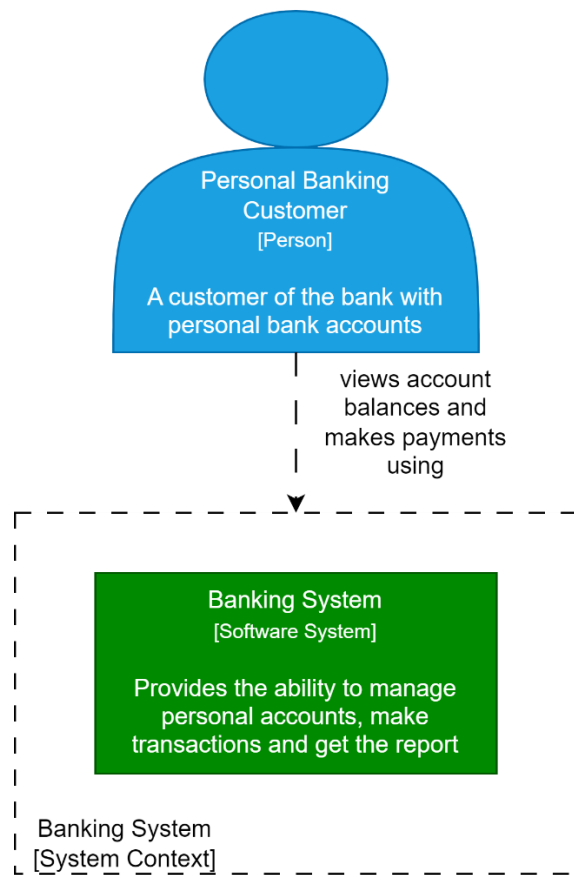 Personal Banking
Customer
[Person]
A customer of the bank with
personal bank accounts
views account
balances and
makes payments
using
Banking System
[Software System]
Provides the ability to manage
personal accounts, make
transactions and get the report
Banking System
[System Context]